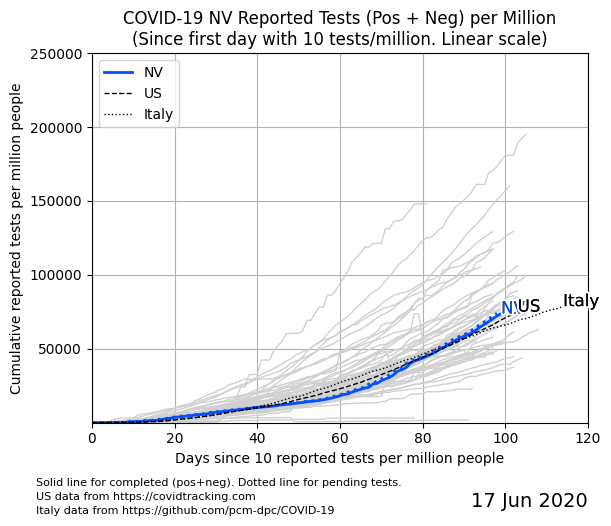 COVID-19 NV Reported Tests (Pos + Neg) per Million
(Since first day with 10 tests/million. Linear scale)
250000
200000
150000
100000
50000
Cumulative reported tests per million people
NV
US
Italy
NV
US
Italy
0
20
40
60
80
100
120
Days since 10 reported tests per million people
Solid line for completed (pos+neg). Dotted line for pending tests.
US data from https://covidtracking.com
Italy data from https://github.com/pcm-dpc/COVID-19
17 Jun 2020